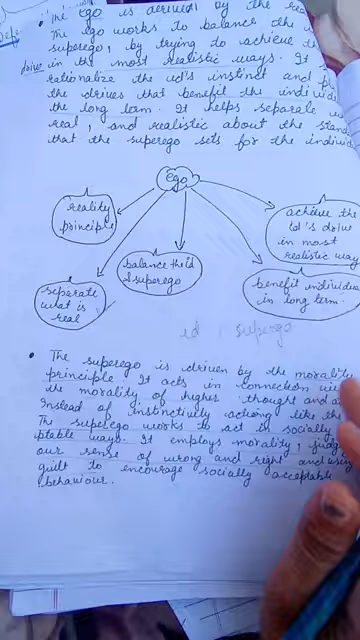 • The ego is derived by the rea
The ego works to balance the i
superego, by trying to achieve th
drive in the most realistic ways. It
rationalize the id's instinct and pl
the drives that benefit the individu
the long term. It helps separate
real, and realistic about the stand
that the superego sets for the individ
ego
reality
principle
achieve the
id's drive
in most
realistic way
balance the id
& superego
separate
what is
real
benefit individual
in long term
id superego
• The superego is driven by the morality
principle. It acts in connection wi
the morality of higher thought and a
Instead of instinctively acting like the
The superego works to act in socially
ptable ways. It employs morality, judg
our sense of wrong and right and using
guilt to encourage socially acceptable
behaviour.